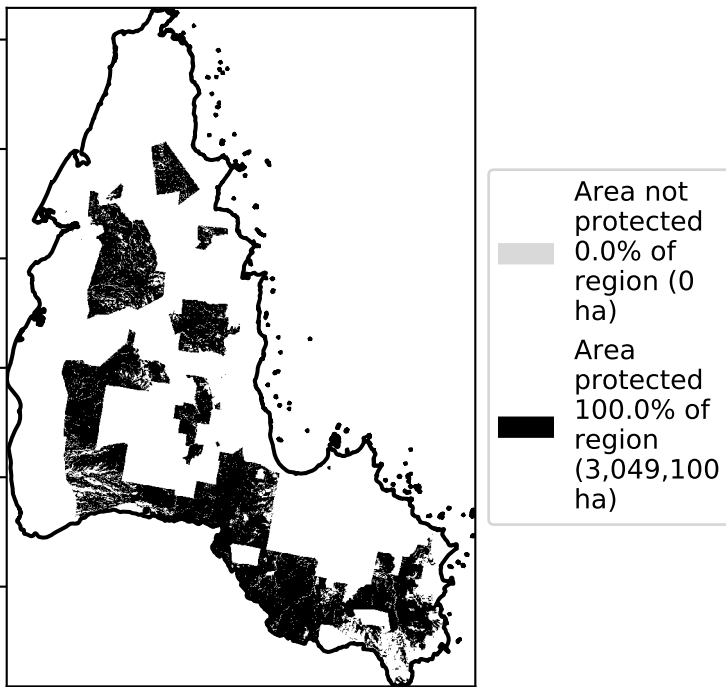 Area not
protected
0.0% of
region (0
ha)
Area
protected
100.0% of
region
(3,049,100
ha)